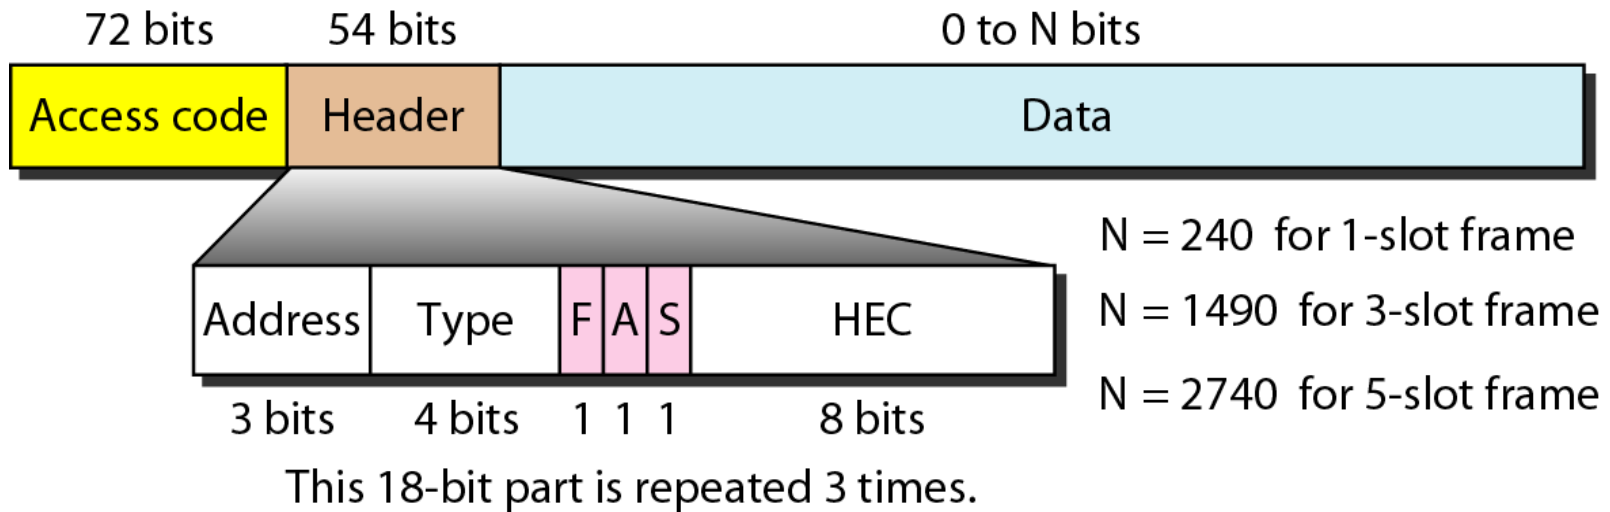 72 bits 54 bits 0 to N bits
Access code Header Data
N = 240 for 1-slot frame
Address Type F A S HEC
N = 1490 for 3-slot frame
N = 2740 for 5-slot frame
3 bits 4 bits 1 1 1 8 bits
This 18-bit part is repeated 3 times.